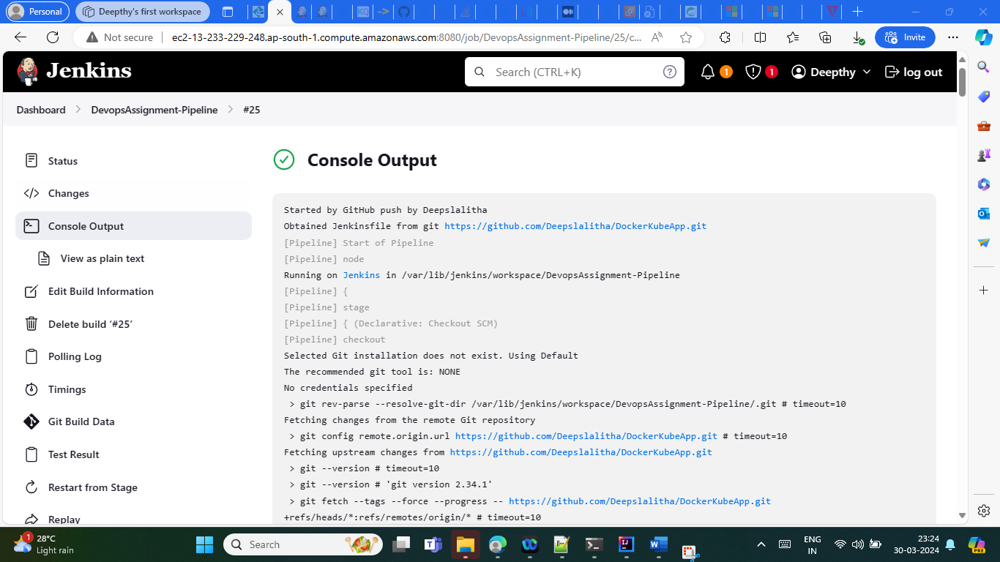 Personal
Deepthy's first workspace
Not secure
ec2-13-233-229-248.ap-south-1.compute.amazonaws.com:8080/job/DevopsAssignment-Pipeline/25/c...
Invite
Jenkins
Search (CTRL+K)
1
1
Deepthy
log out
Dashboard
DevopsAssignment-Pipeline
#25
Status
Changes
Console Output
View as plain text
Edit Build Information
Delete build ‘#25’
Polling Log
Timings
Git Build Data
Test Result
Restart from Stage
Replay
Console Output
Started by GitHub push by Deepslalitha
Obtained Jenkinsfile from git https://github.com/Deepslalitha/DockerKubeApp.git
[Pipeline] Start of Pipeline
[Pipeline] node
Running on Jenkins in /var/lib/jenkins/workspace/DevopsAssignment-Pipeline
[Pipeline] {
[Pipeline] stage
[Pipeline] { (Declarative: Checkout SCM)
[Pipeline] checkout
Selected Git installation does not exist. Using Default
The recommended git tool is: NONE
No credentials specified
> git rev-parse --resolve-git-dir /var/lib/jenkins/workspace/DevopsAssignment-Pipeline/.git # timeout=10
Fetching changes from the remote Git repository
> git config remote.origin.url https://github.com/Deepslalitha/DockerKubeApp.git # timeout=10
Fetching upstream changes from https://github.com/Deepslalitha/DockerKubeApp.git
> git --version # timeout=10
> git --version # 'git version 2.34.1'
> git fetch --tags --force --progress -- https://github.com/Deepslalitha/DockerKubeApp.git
+refs/heads/*:refs/remotes/origin/* # timeout=10
1
28°C
Light rain
Search
ENG
IN
23:24
30-03-2024
PRE